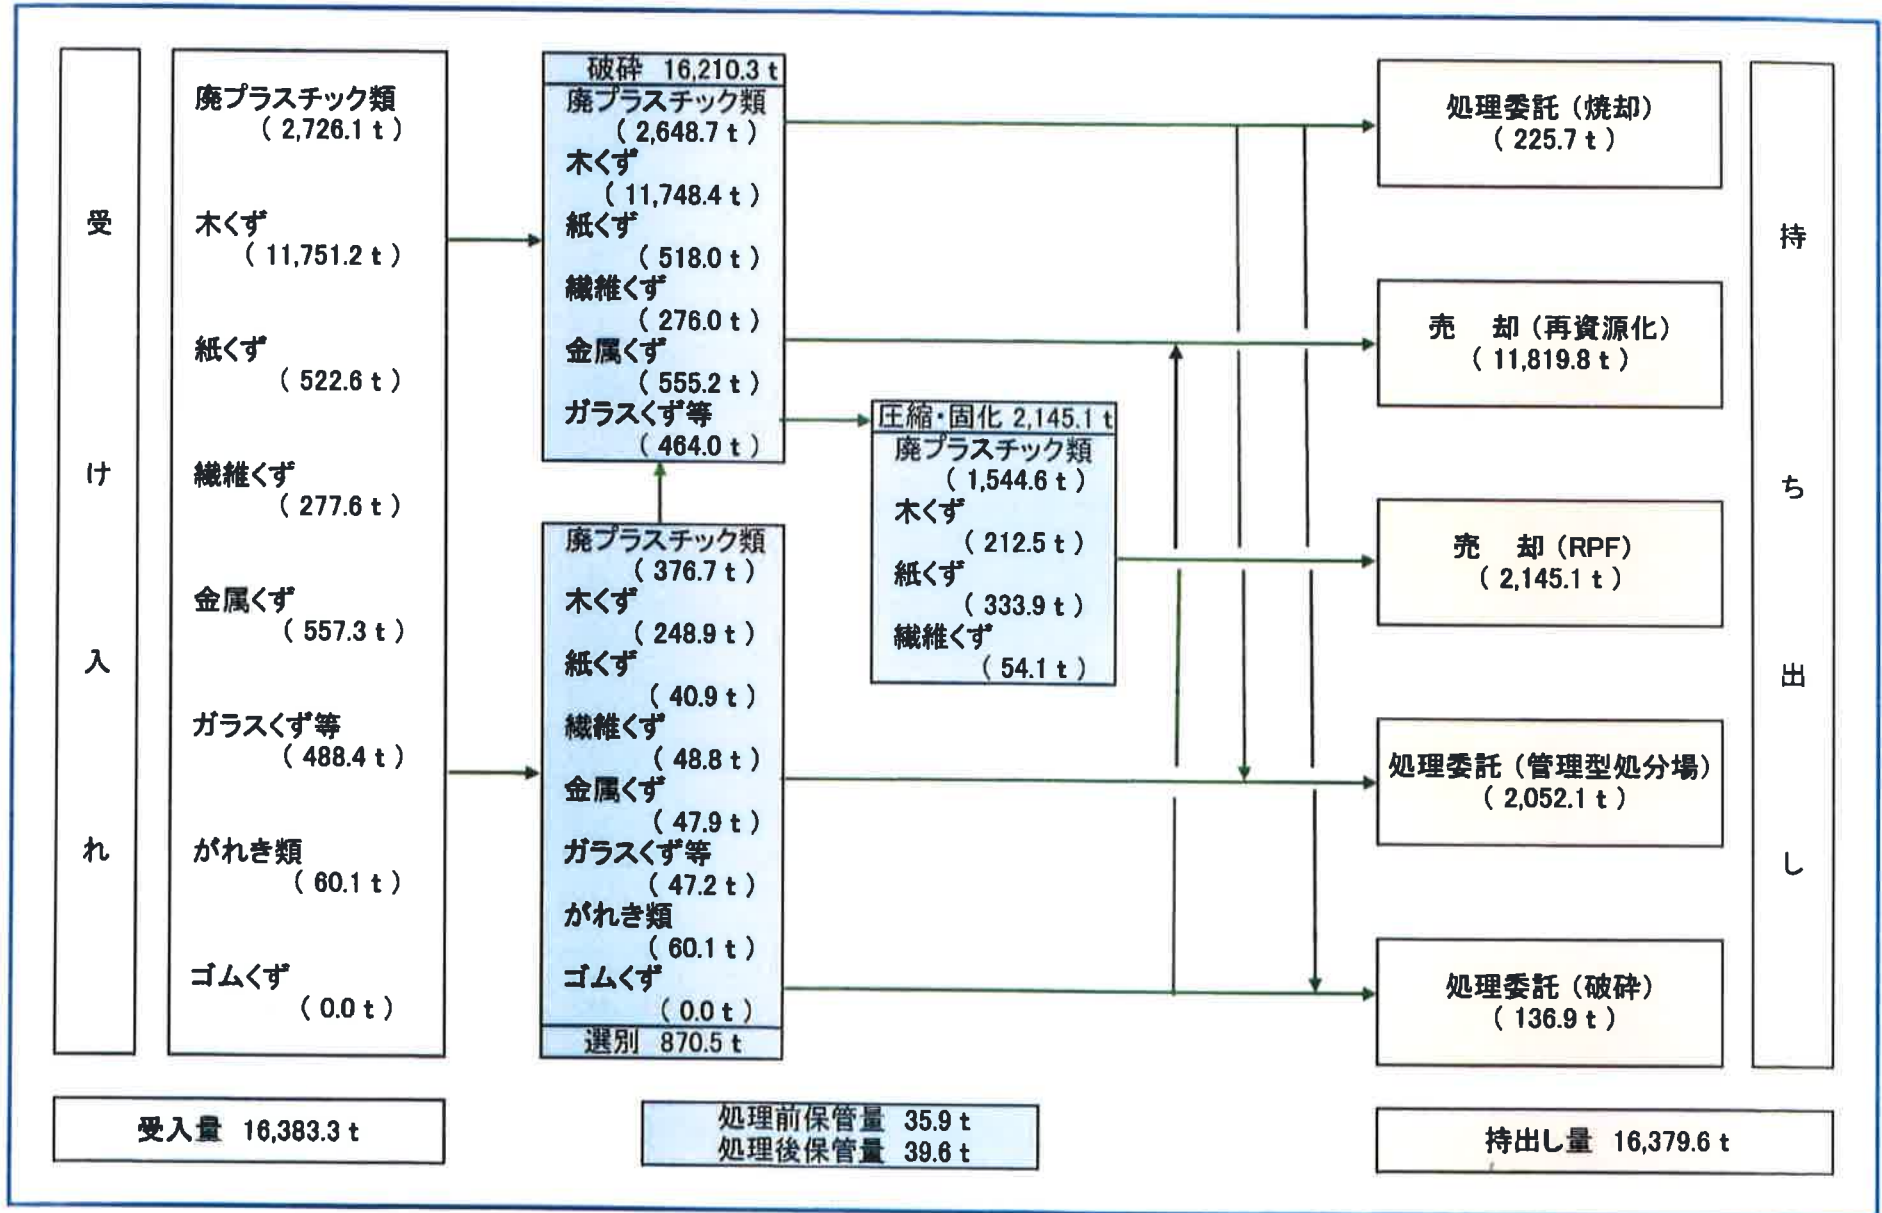 受け入れ
廃プラスチック類
( 2,726.1 t )
木くず
( 11,751.2 t )
紙くず
( 522.6 t )
繊維くず
( 277.6 t )
金属くず
( 557.3 t )
ガラスくず等
( 488.4 t )
がれき類
( 60.1 t )
ゴムくず
( 0.0 t )
受入量 16,383.3 t
破砕 16,210.3 t
廃プラスチック類
( 2,648.7 t )
木くず
( 11,748.4 t )
紙くず
( 518.0 t )
繊維くず
( 276.0 t )
金属くず
( 555.2 t )
ガラスくず等
( 464.0 t )
廃プラスチック類
( 376.7 t )
木くず
( 248.9 t )
紙くず
( 40.9 t )
繊維くず
( 48.8 t )
金属くず
( 47.9 t )
ガラスくず等
( 47.2 t )
がれき類
( 60.1 t )
ゴムくず
( 0.0 t )
選別 870.5 t
圧縮・固化 2,145.1 t
廃プラスチック類
( 1,544.6 t )
木くず
( 212.5 t )
紙くず
( 333.9 t )
繊維くず
( 54.1 t )
処理前保管量 35.9 t
処理後保管量 39.6 t
処理委託（焼却）
( 225.7 t )
売　却（再資源化）
( 11,819.8 t )
売　却（RPF）
( 2,145.1 t )
処理委託（管理型処分場）
( 2,052.1 t )
処理委託（破砕）
( 136.9 t )
持ち出し
持出し量 16,379.6 t